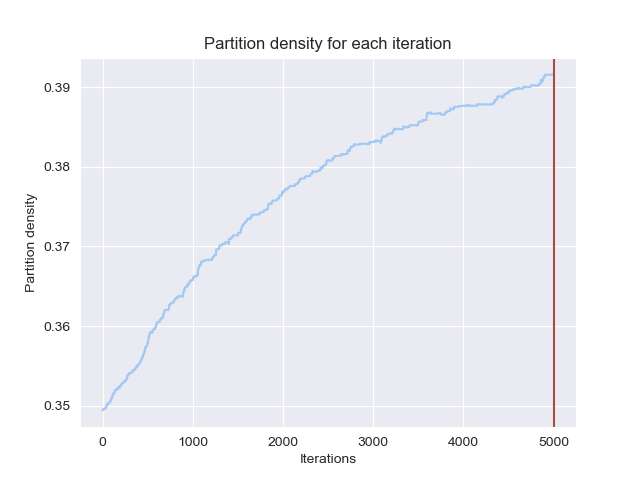 Partition density for each iteration
Partition density
0.39
0.38
0.37
0.36
0.35
0 1000 2000 3000 4000 5000
Iterations